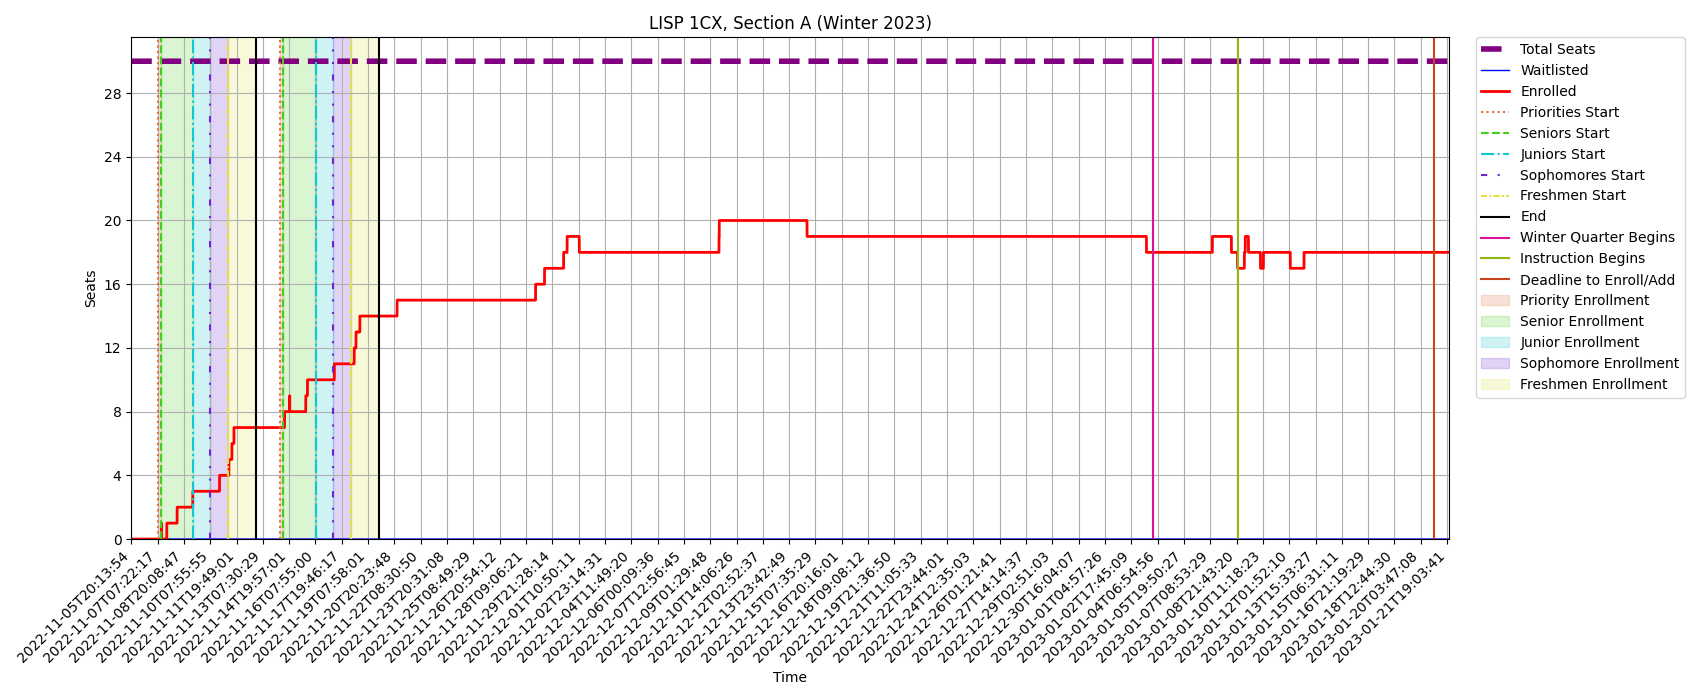 LISP 1CX, Section A (Winter 2023)
Seats
28
24
20
16
12
8
4
0
2022-11-05T20:13:54
2022-11-07T07:22:17
2022-11-08T20:08:47
2022-11-10T07:55:55
2022-11-11T19:49:01
2022-11-13T07:30:29
2022-11-14T19:57:01
2022-11-16T07:55:00
2022-11-17T19:46:17
2022-11-19T07:58:01
2022-11-20T20:23:48
2022-11-22T08:30:50
2022-11-23T20:31:08
2022-11-25T08:49:29
2022-11-26T20:54:12
2022-11-28T09:06:21
2022-11-29T21:28:14
2022-12-01T10:50:11
2022-12-02T23:14:31
2022-12-04T11:49:20
2022-12-06T00:09:36
2022-12-07T12:56:45
2022-12-09T01:29:48
2022-12-10T14:06:26
2022-12-12T02:52:37
2022-12-13T23:42:49
2022-12-15T07:35:29
2022-12-16T20:16:01
2022-12-18T09:08:12
2022-12-19T21:36:50
2022-12-21T11:05:33
2022-12-22T23:44:01
2022-12-24T12:35:03
2022-12-26T01:21:41
2022-12-27T14:14:37
2022-12-29T02:51:03
2022-12-30T16:04:07
2023-01-01T04:57:26
2023-01-02T17:45:09
2023-01-04T06:54:56
2023-01-05T19:50:27
2023-01-07T08:53:29
2023-01-08T21:43:20
2023-01-10T11:18:23
2023-01-12T01:52:10
2023-01-13T15:33:27
2023-01-15T06:31:11
2023-01-16T21:19:29
2023-01-18T12:44:30
2023-01-20T03:47:08
2023-01-21T19:03:41
Time
Total Seats
Waitlisted
Enrolled
Priorities Start
Seniors Start
Juniors Start
Sophomores Start
Freshmen Start
End
Winter Quarter Begins
Instruction Begins
Deadline to Enroll/Add
Priority Enrollment
Senior Enrollment
Junior Enrollment
Sophomore Enrollment
Freshmen Enrollment